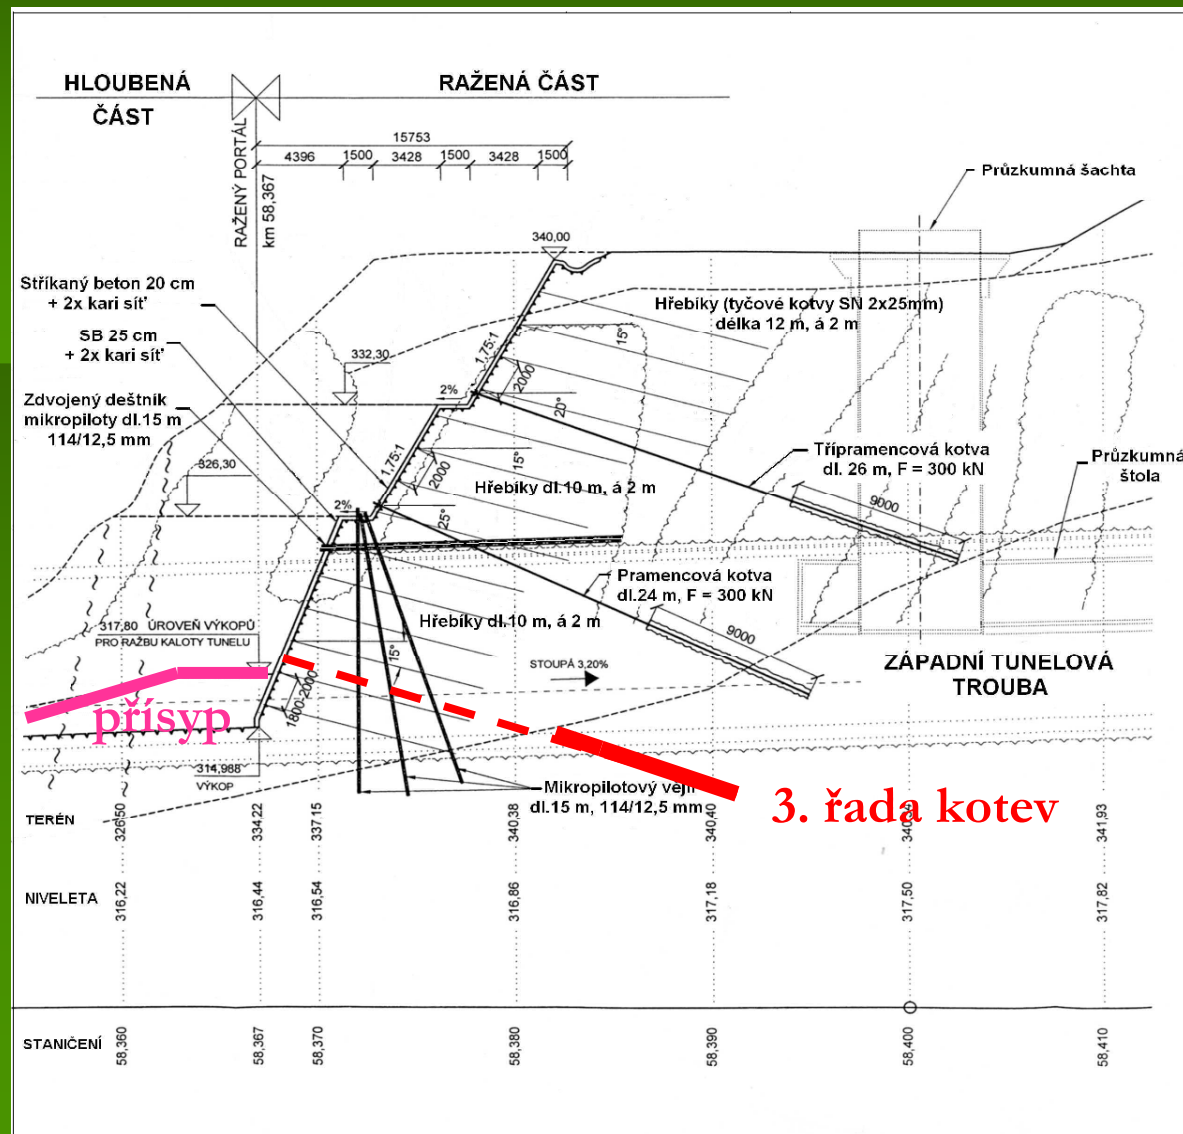 HLOUBENÁ
ČÁST
RAŽENÁ ČÁST
RAŽENÝ PORTÁL
km 58,367
15753
4396 1500 3428 1500 3428 1500
Průzkumná šachta
340,00
Stříkaný beton 20 cm
+ 2x kari síť
SB 25 cm
+ 2x kari síť
Zdvojený deštník
mikropiloty dl.15 m
114/12,5 mm
332,30
326,30
Hřebíky (tyčové kotvy SN 2x25mm)
délka 12 m, á 2 m
1,75:1
15°
2000
2%
20°
1,75:1
15°
2000
Hřebíky dl.10 m, á 2 m
2%
25°
Třípramencová kotva
dl. 26 m, F = 300 kN
9000
Průzkumná
štola
Pramencová kotva
dl.24 m, F = 300 kN
9000
Hřebíky dl.10 m, á 2 m
317,80 ÚROVEŇ VÝKOPŮ
PRO RAŽBU KALOTY TUNELU
15°
STOUPÁ 3,20%
ZÁPADNÍ TUNELOVÁ
TROUBA
1800-2000
přísyp
314,988
VÝKOP
Mikropilotový vějíř
dl.15 m, 114/12,5 mm
3. řada kotev
TERÉN 334,22 337,15 340,38 340,40 341,93
NIVELETA 316,22 316,44 316,54 316,86 317,18 317,50 317,82
STANIČENÍ 58,360 58,367 58,370 58,380 58,390 58,400 58,410